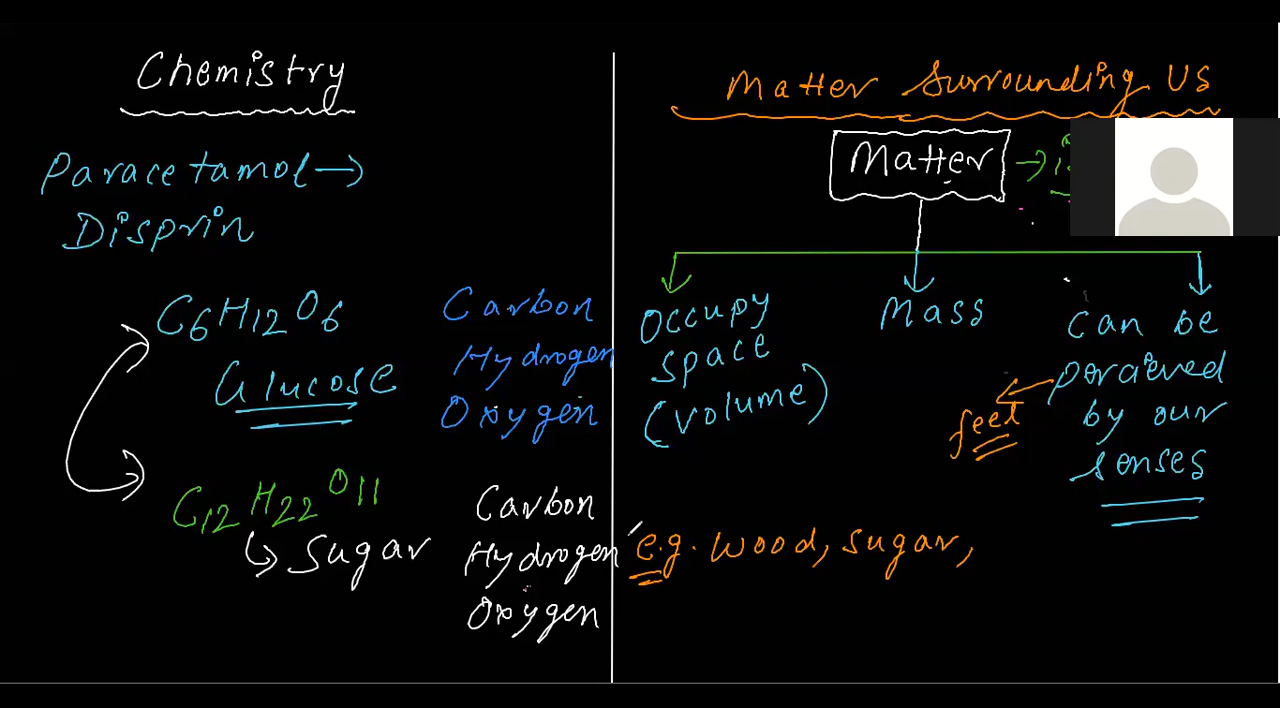 Chemistry
Paracetamol →
Disprin
C6H12O6
Glucose
Carbon
Hydrogen
Oxygen
C12H22O11
↳ Sugar
Carbon
Hydrogen
Oxygen
Matter Surrounding US
Matter →
Occupy
space
(volume)
Mass
Can be
percieved
by our
senses
feel
e.g. wood, sugar,